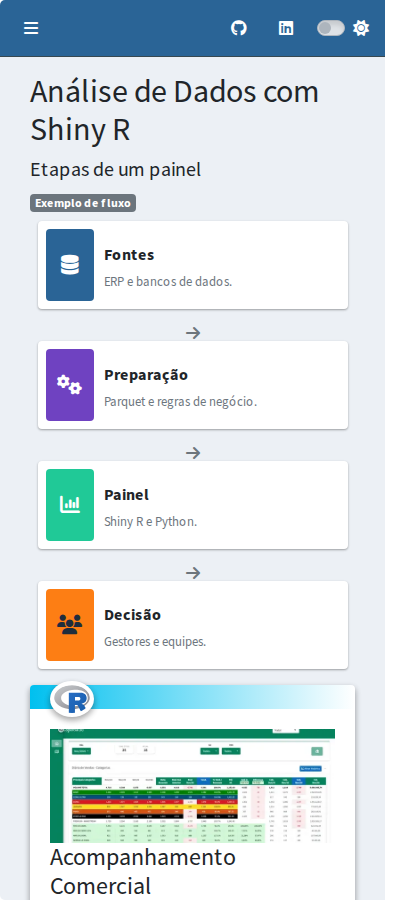 Análise de Dados com
Shiny R
Etapas de um painel
Exemplo de fluxo
Fontes
ERP e bancos de dados.
Preparação
Parquet e regras de negócio.
Painel
Shiny R e Python.
Decisão
Gestores e equipes.
Acompanhamento
Comercial